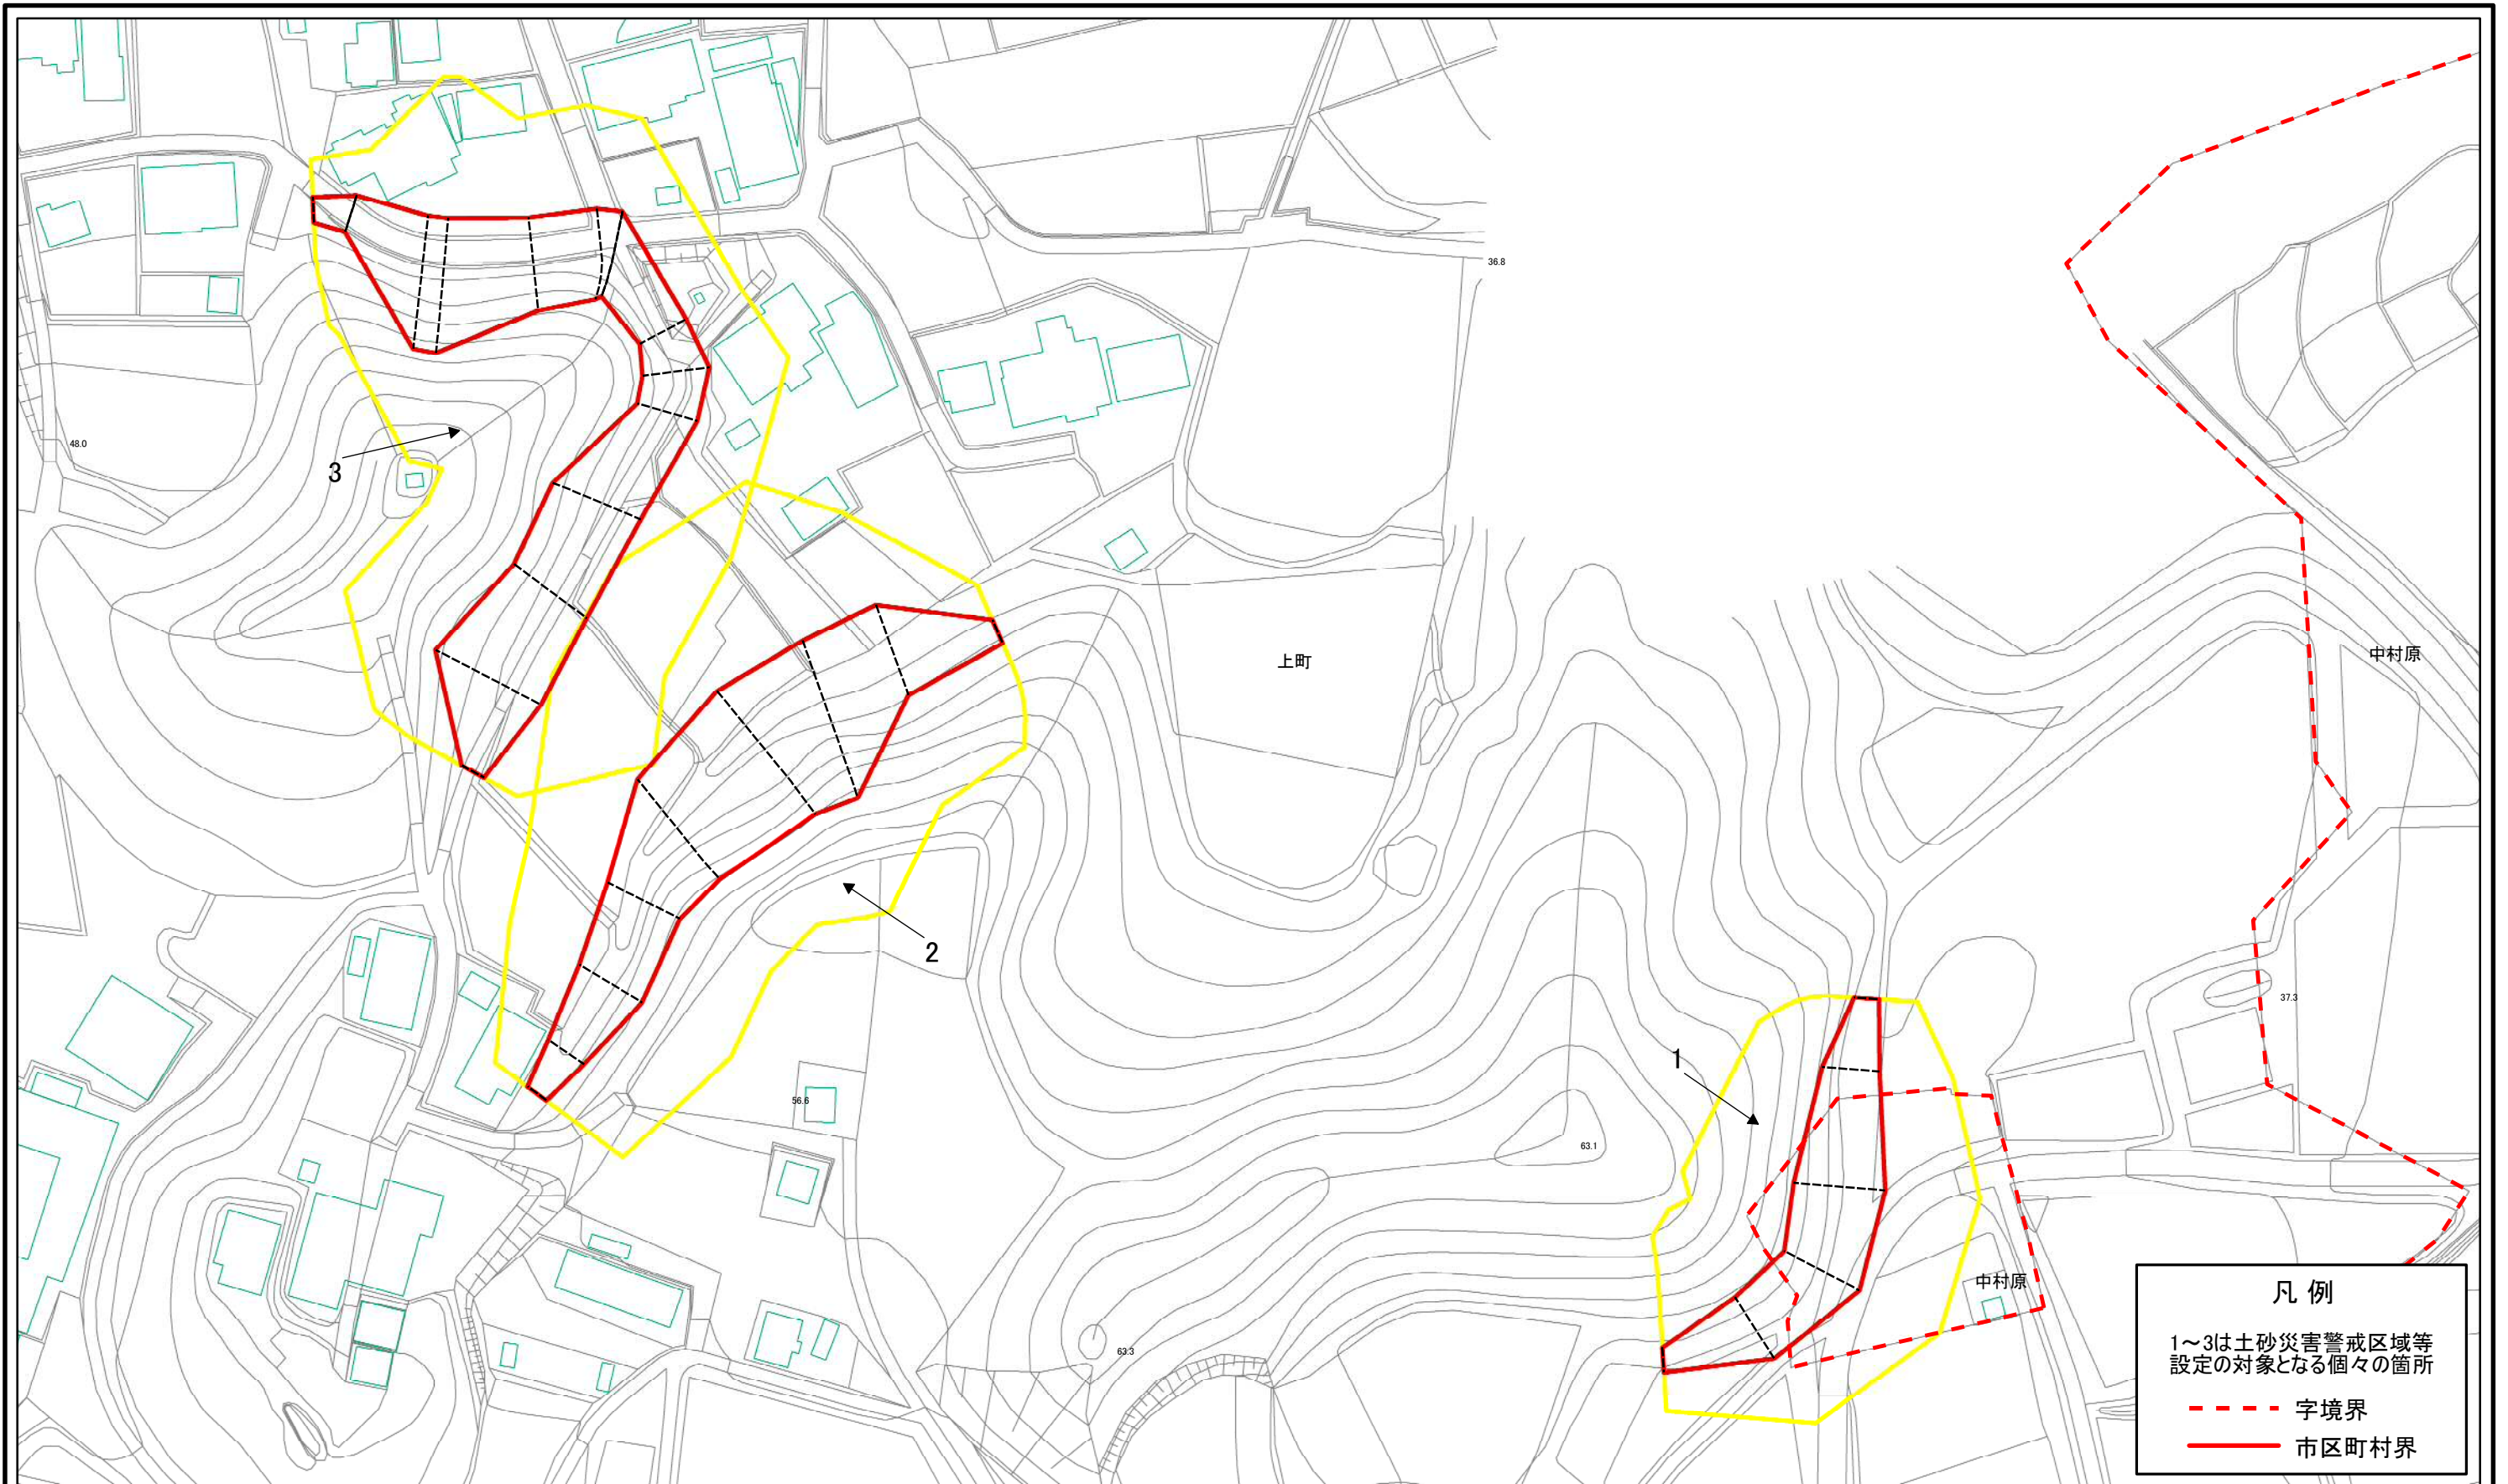 36.8
48.0
3
上町
中村原
2
37.3
1
56.6
63.1
中村原
63.3
凡 例
1～3は土砂災害警戒区域等
設定の対象となる個々の箇所
字境界
市区町村界